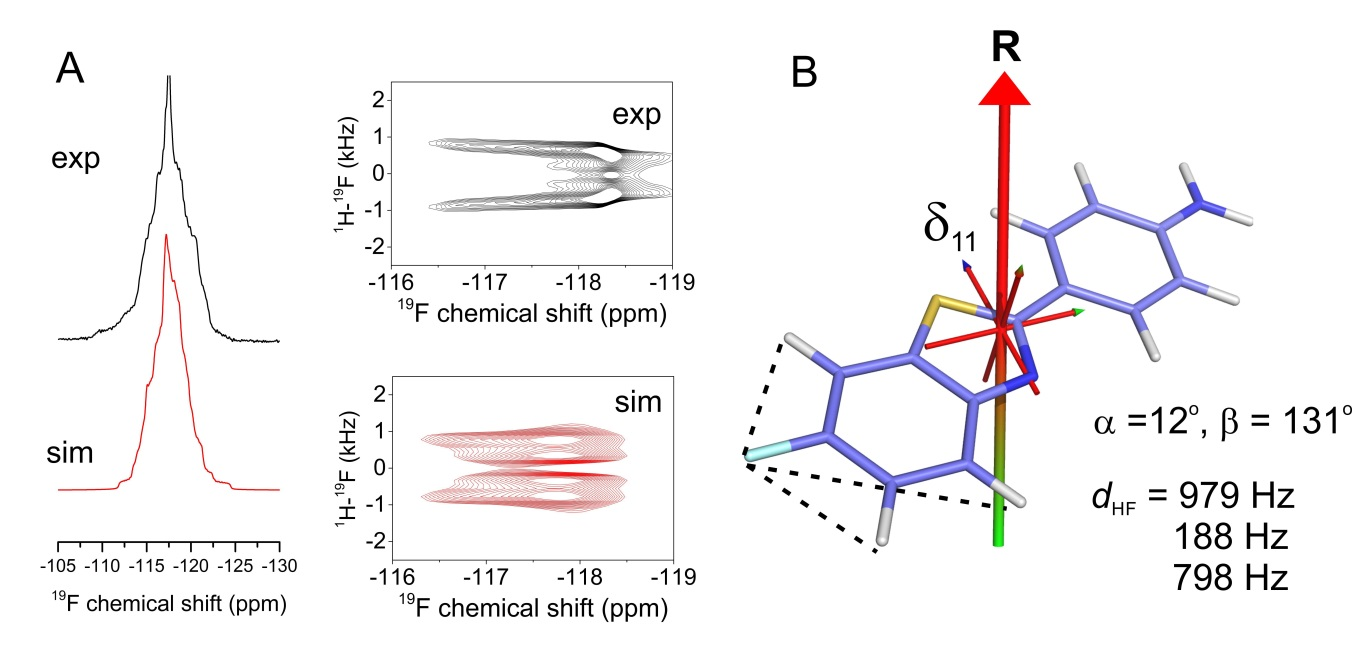 A
exp
sim
-105 -110 -115 -120 -125 -130
19F chemical shift (ppm)
exp
1H-19F (kHz)
2
1
0
-1
-2
-116 -117 -118 -119
19F chemical shift (ppm)
sim
1H-19F (kHz)
2
1
0
-1
-2
-116 -117 -118 -119
19F chemical shift (ppm)
B
R
δ11
α =12°, β = 131°
dHF = 979 Hz
188 Hz
798 Hz